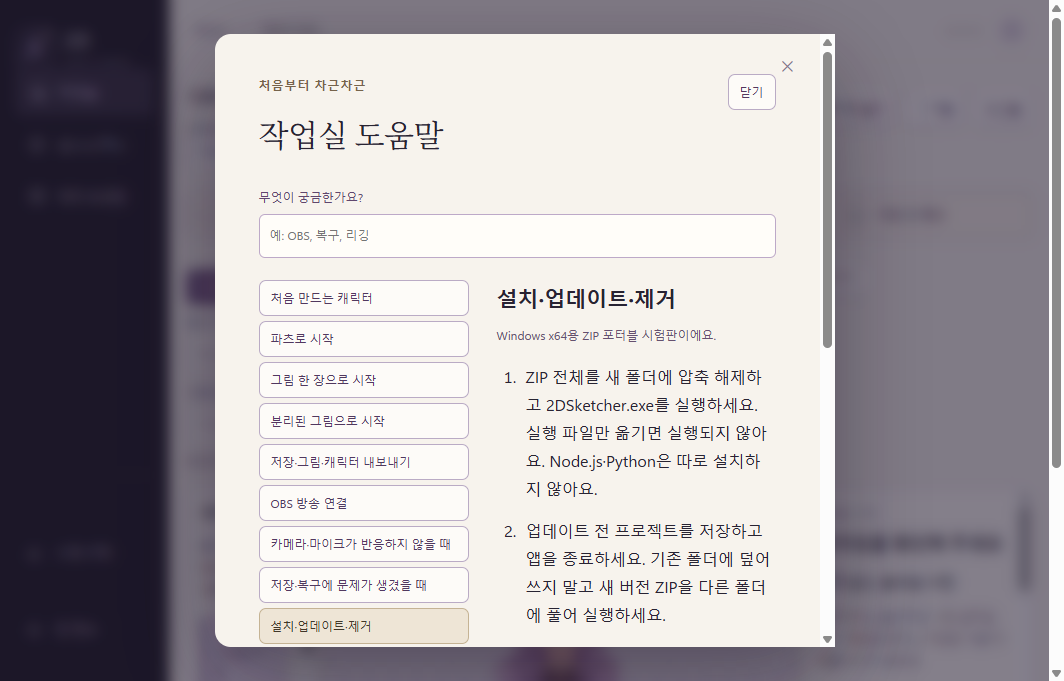 처음부터 차근차근
닫기
작업실 도움말
무엇이 궁금한가요?
예: OBS, 복구, 리깅
처음 만드는 캐릭터
파츠로 시작
그림 한 장으로 시작
분리된 그림으로 시작
저장·그림·캐릭터 내보내기
OBS 방송 연결
카메라·마이크가 반응하지 않을 때
저장·복구에 문제가 생겼을 때
설치·업데이트·제거
설치·업데이트·제거
Windows x64용 ZIP 포터블 시험판이에요.
1. ZIP 전체를 새 폴더에 압축 해제하
고 2DSketcher.exe를 실행하세요.
실행 파일만 옮기면 실행되지 않아
요. Node.js·Python은 따로 설치하
지 않아요.
2. 업데이트 전 프로젝트를 저장하고
앱을 종료하세요. 기존 폴더에 덮어
쓰지 말고 새 버전 ZIP을 다른 폴더
에 풀어 실행하세요.